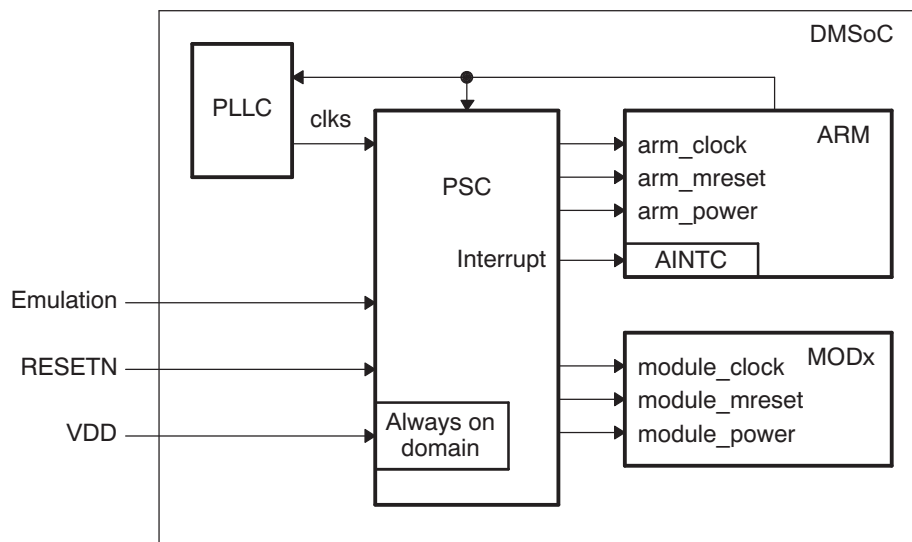 DMSoC
PLLC
clks
PSC
Interrupt
ARM
arm_clock
arm_mreset
arm_power
AINTC
Emulation
RESETN
VDD
Always on
domain
MODx
module_clock
module_mreset
module_power